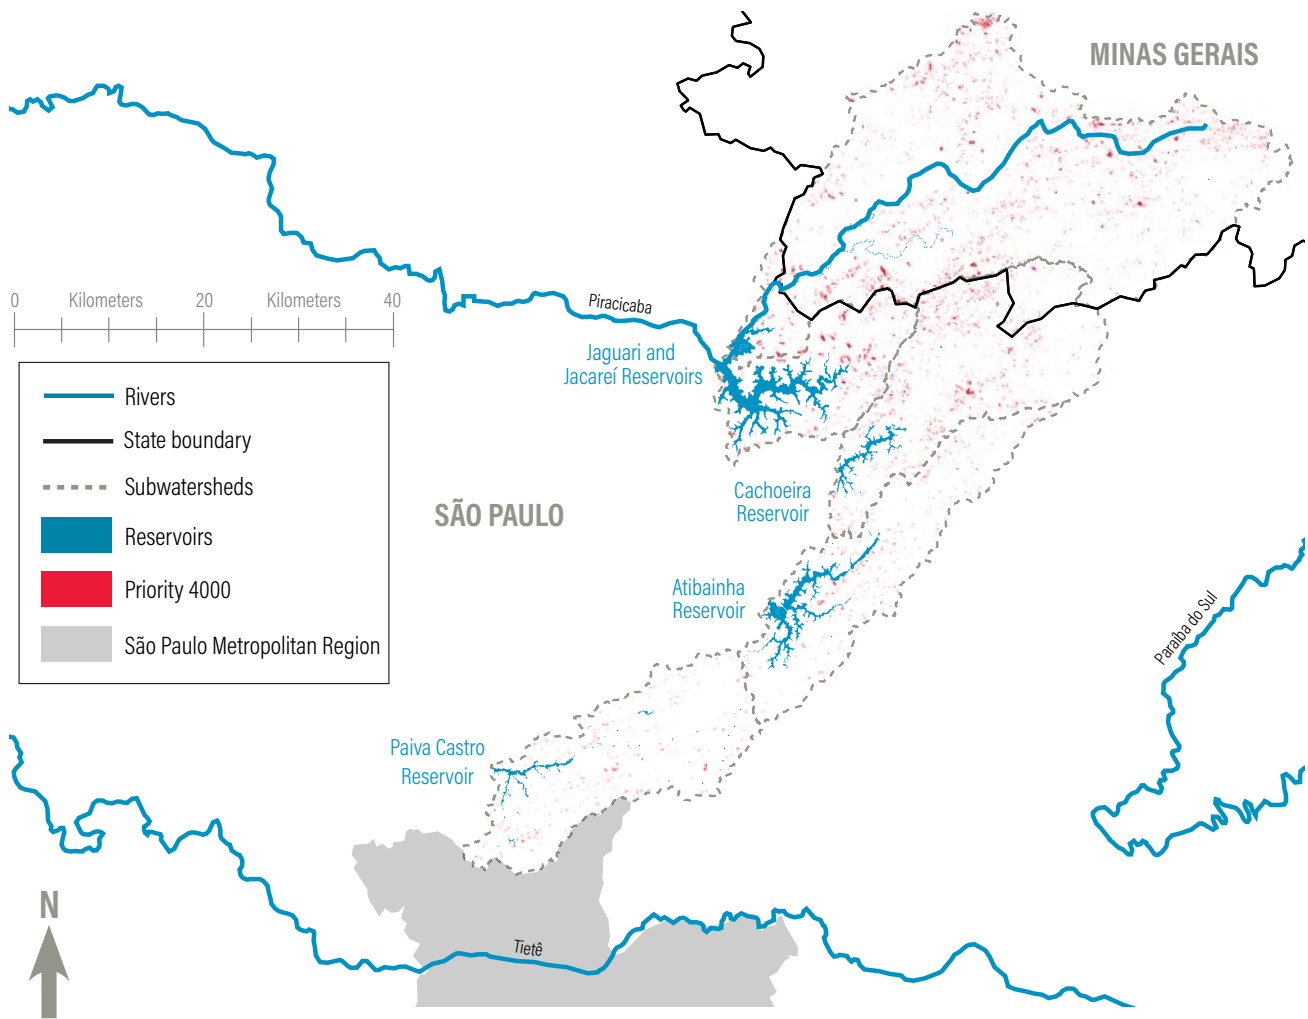 MINAS GERAIS
0 Kilometers 20 Kilometers 40
Piracicaba
Jaguari and
Jacareí Reservoirs
Rivers
State boundary
Subwatersheds
Reservoirs
Priority 4000
São Paulo Metropolitan Region
SÃO PAULO
Cachoeira
Reservoir
Atibainha
Reservoir
Paraíba do Sul
Paiva Castro
Reservoir
N
Tietê